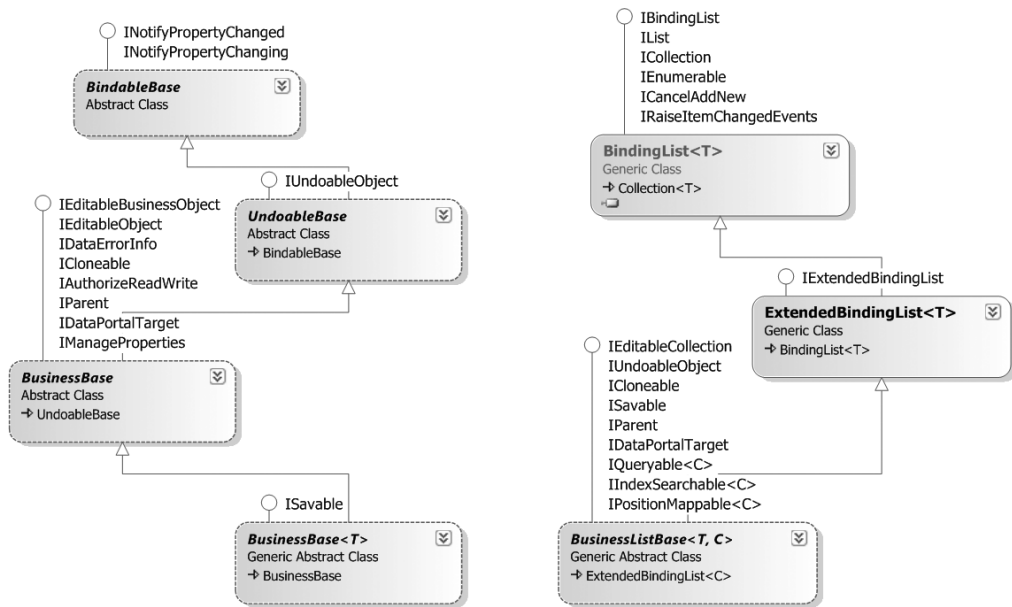 INotifyPropertyChanged
INotifyPropertyChanging
BindableBase
Abstract Class
IUndoableObject
UndoableBase
Abstract Class
BindableBase
IEditableBusinessObject
IEditableObject
IDataErrorInfo
ICloneable
IAuthorizeReadWrite
IParent
IDataPortalTarget
IManageProperties
BusinessBase
Abstract Class
UndoableBase
ISavable
BusinessBase<T>
Generic Abstract Class
BusinessBase
IBindingList
IList
ICollection
IEnumerable
ICancelAddNew
IRaiseItemChangedEvents
BindingList<T>
Generic Class
Collection<T>
IExtendedBindingList
ExtendedBindingList<T>
Generic Class
BindingList<T>
IEditableCollection
IUndoableObject
ICloneable
ISavable
IParent
IDataPortalTarget
IQueryable<C>
IIndexSearchable<C>
IPositionMappable<C>
BusinessListBase<T, C>
Generic Abstract Class
ExtendedBindingList<C>